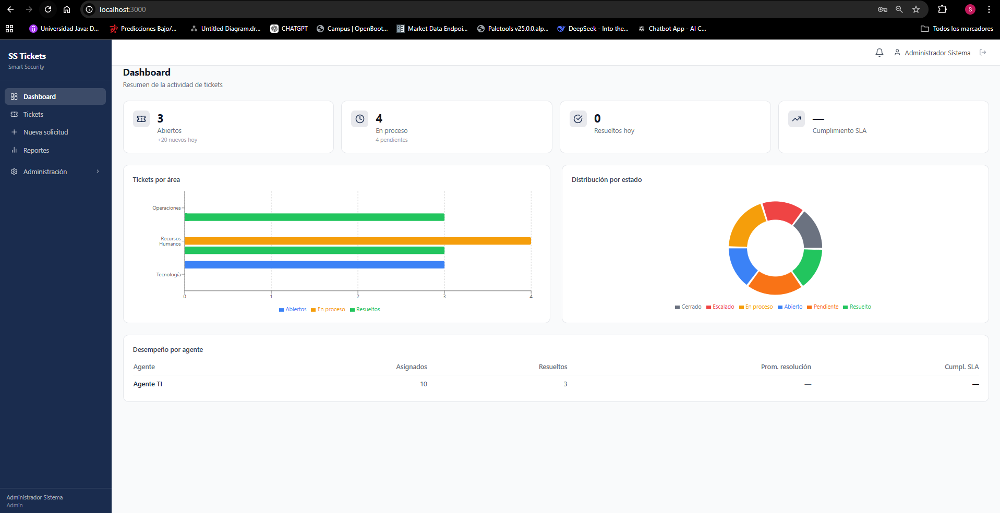 localhost:3000
S
Universidad Java: D...
Predicciones Bajo/...
Untitled Diagram.dr...
CHATGPT
Campus | OpenBoot...
Market Data Endpoi...
Paletools v25.0.0.alp...
DeepSeek - Into the...
Chatbot App - AI C...
Todos los marcadores
SS Tickets
Smart Security
Administrador Sistema
Dashboard
Tickets
Nueva solicitud
Reportes
Administración
Administrador Sistema
Admin
Dashboard
Resumen de la actividad de tickets
3
Abiertos
+20 nuevos hoy
4
En proceso
4 pendientes
0
Resueltos hoy
—
Cumplimiento SLA
Tickets por área
Operaciones
Recursos
Humanos
Tecnología
0 1 2 3 4
Abiertos En proceso Resueltos
Distribución por estado
Cerrado Escalado En proceso Abierto Pendiente Resuelto
Desempeño por agente
Agente Asignados Resueltos Prom. resolución Cumpl. SLA
Agente TI 10 3 — —